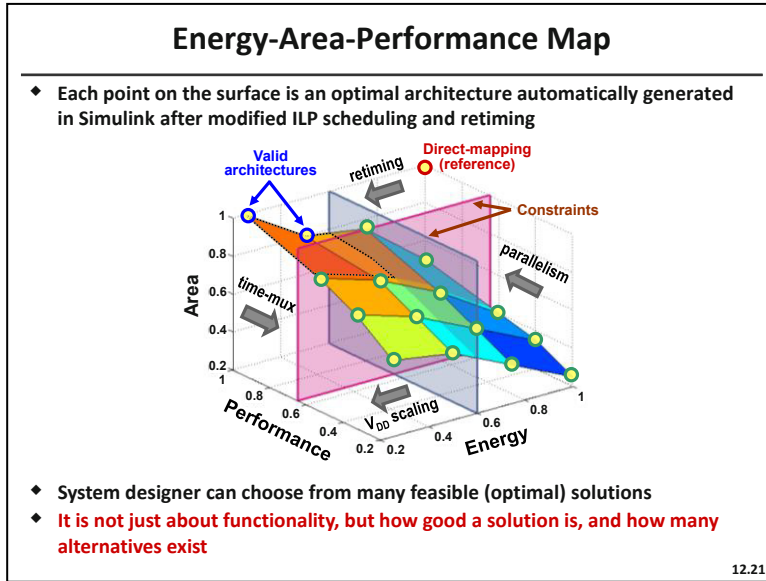 Energy-Area-Performance Map
◆ Each point on the surface is an optimal architecture automatically generated
in Simulink after modified ILP scheduling and retiming
Direct-mapping
(reference)
Valid
architectures
retiming
Constraints
parallelism
time-mux
V_DD scaling
Area
1
0.8
0.6
0.4
0.2
Performance
1
0.8
0.6
0.4
0.2
Energy
0.2
0.4
0.6
0.8
1
◆ System designer can choose from many feasible (optimal) solutions
◆ It is not just about functionality, but how good a solution is, and how many
alternatives exist
12.21